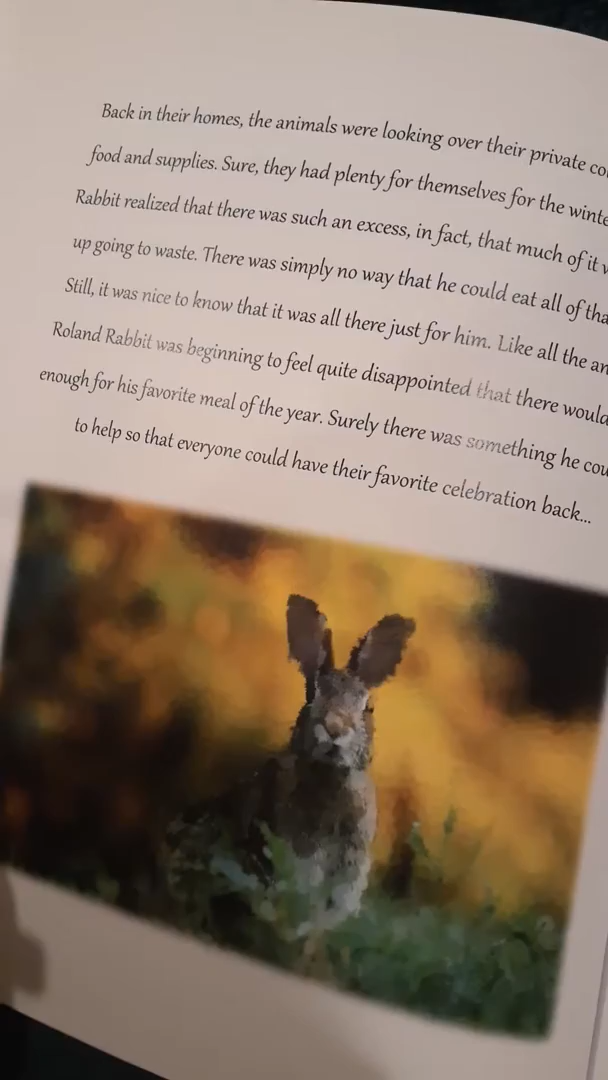 Back in their homes, the animals were looking over their private
food and supplies. Sure, they had plenty for themselves for the
Rabbit realized that there was such an excess, in fact, that much of it
up going to waste. There was simply no way that he could eat all of
Still, it was nice to know that it was all there just for him. Like all the
Roland Rabbit was beginning to feel quite disappointed that there would
enough for his favorite meal of the year. Surely there was something he
to help so that everyone could have their favorite celebration back...